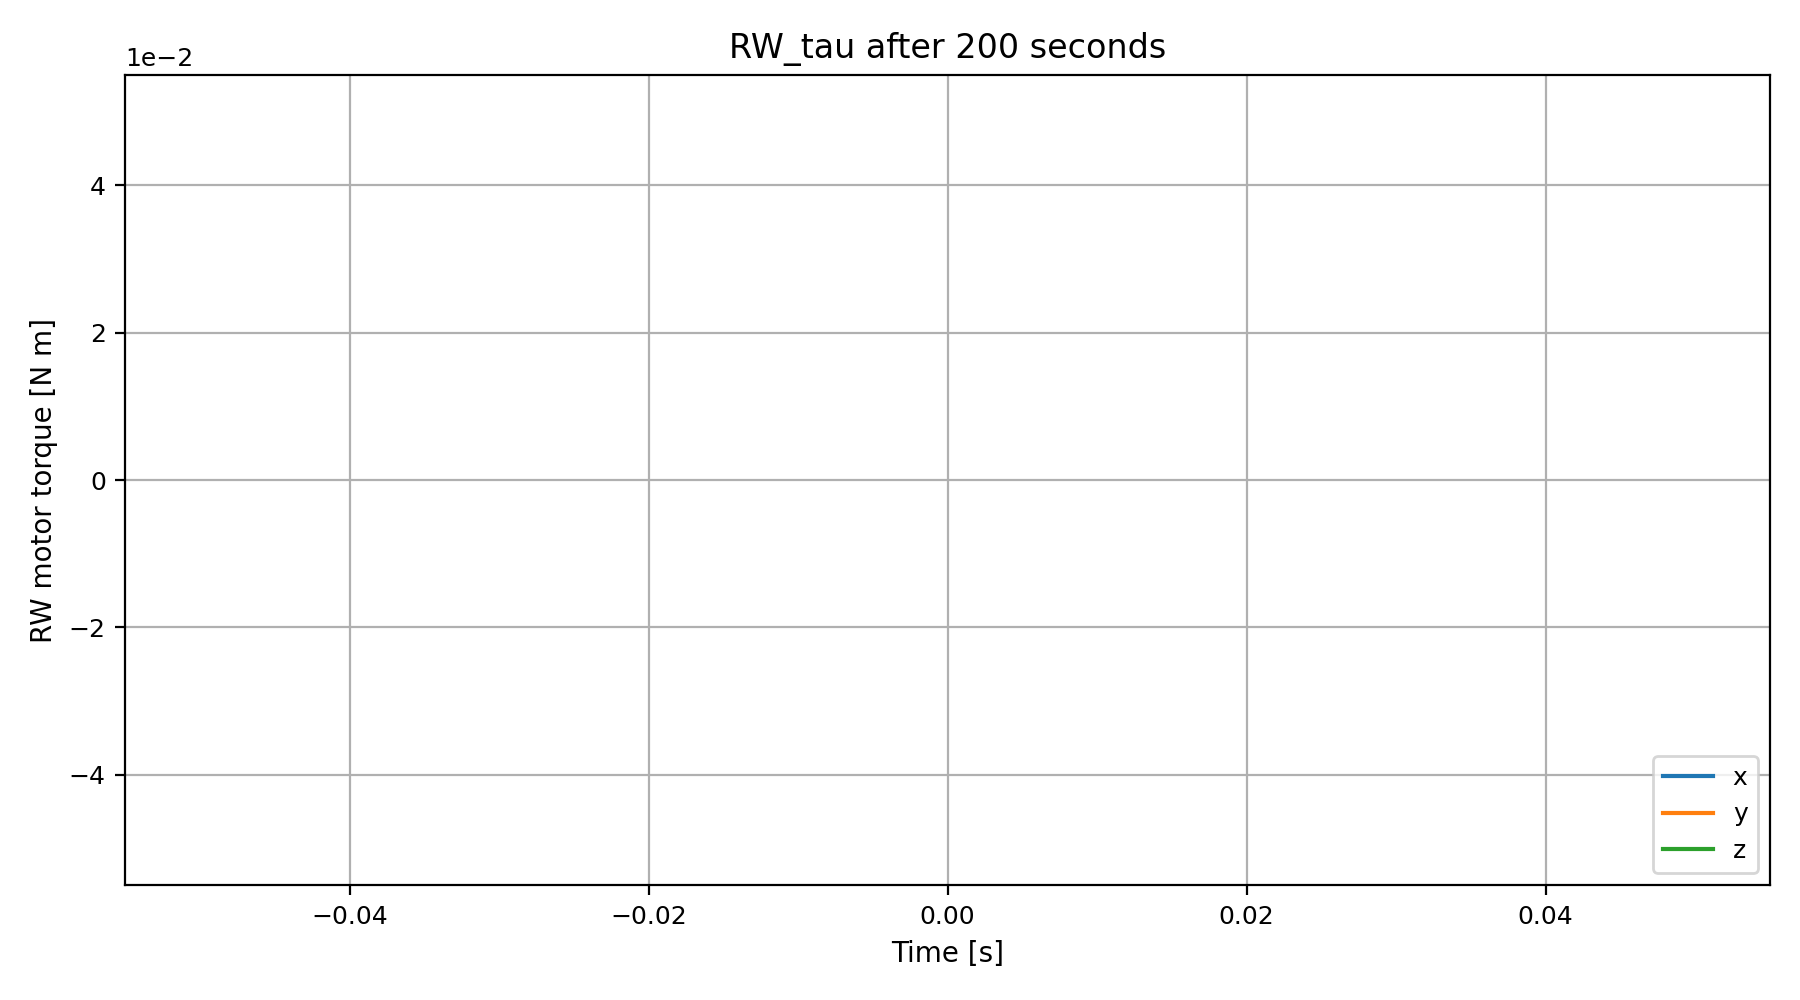 RW_tau after 200 seconds
1e−2
RW motor torque [N m]
4
2
0
−2
−4
x
y
z
−0.04
−0.02
0.00
0.02
0.04
Time [s]